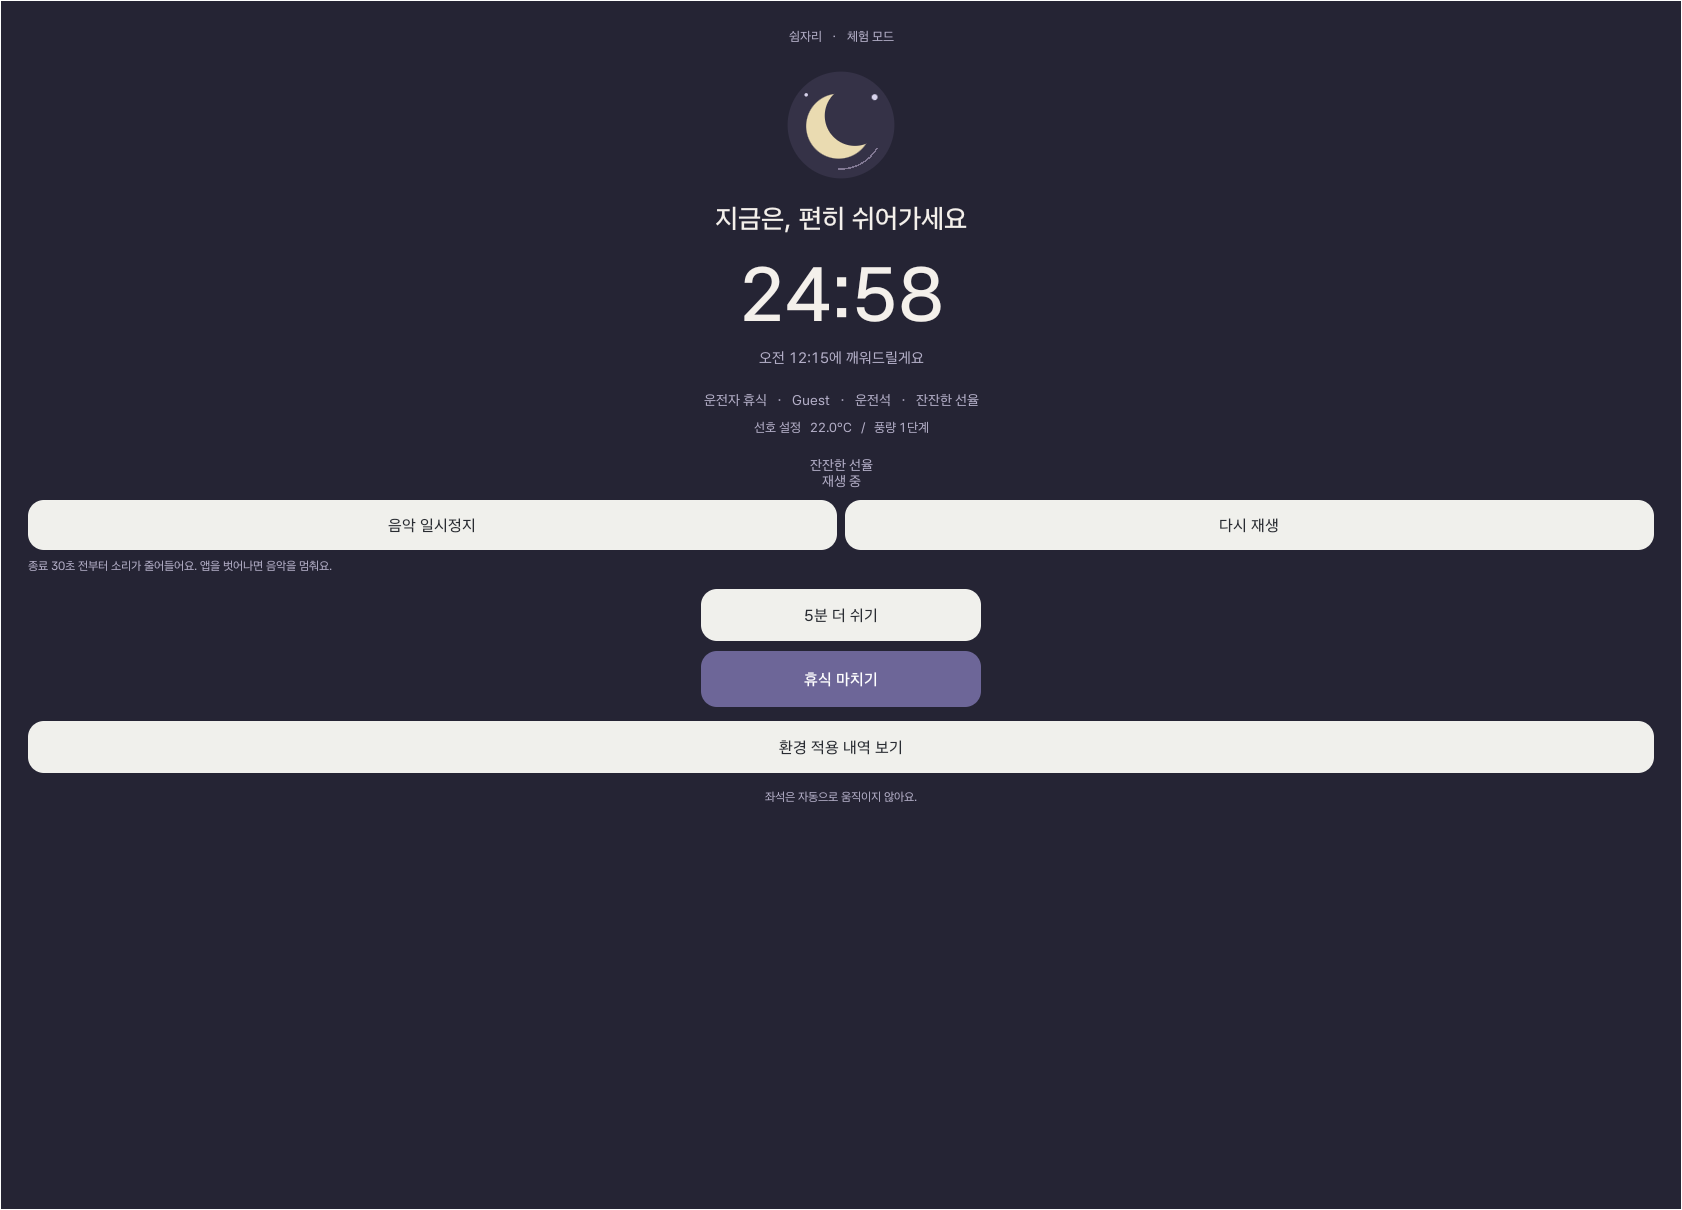 쉼자리 · 체험 모드
지금은, 편히 쉬어가세요
24:58
오전 12:15에 깨워드릴게요
운전자 휴식 · Guest · 운전석 · 잔잔한 선율
선호 설정 22.0°C / 풍량 1단계
잔잔한 선율
재생 중
음악 일시정지 다시 재생
종료 30초 전부터 소리가 줄어들어요. 앱을 벗어나면 음악을 멈춰요.
5분 더 쉬기
휴식 마치기
환경 적용 내역 보기
좌석은 자동으로 움직이지 않아요.